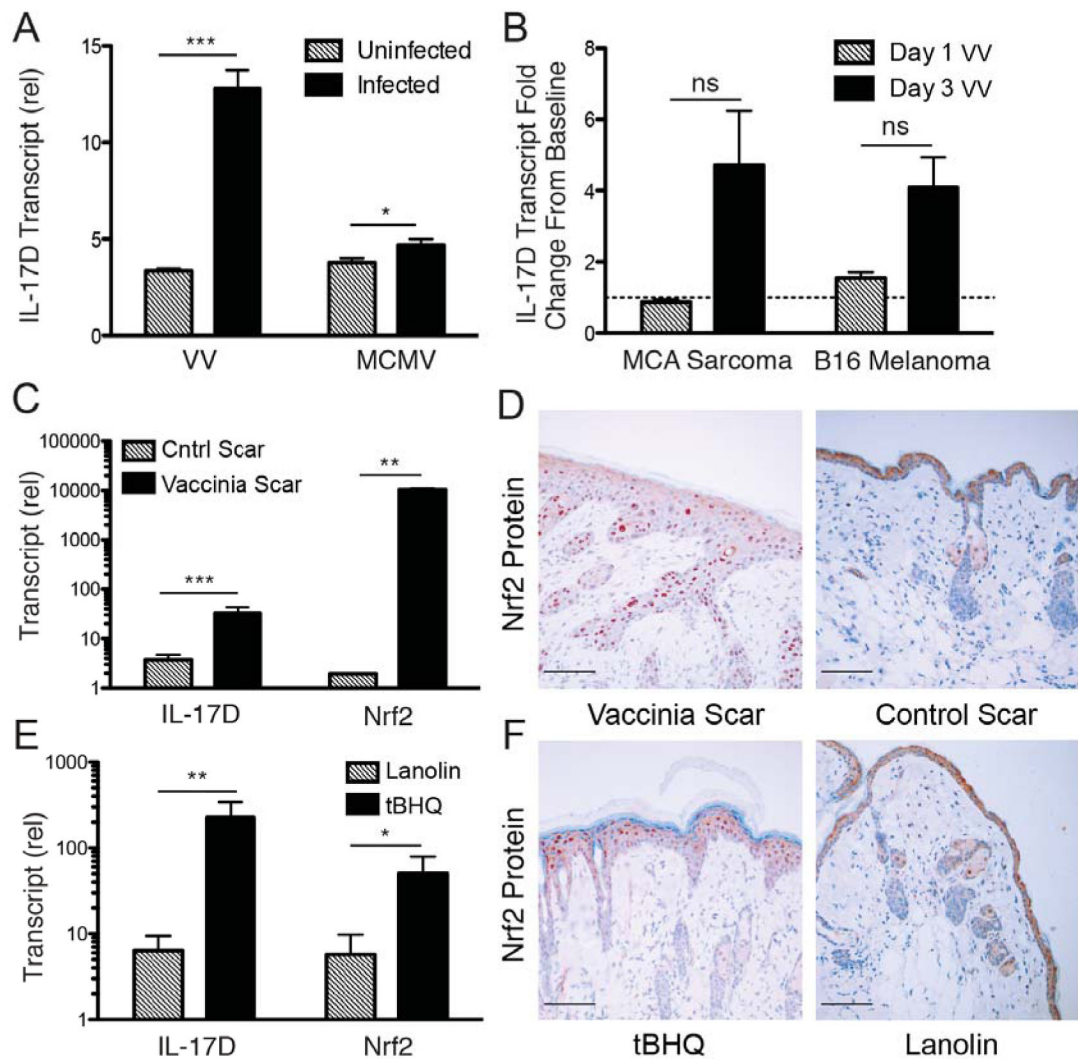 A
IL-17D Transcript (rel)
15
10
5
0
***
*
Uninfected
Infected
VV
MCMV
B
IL-17D Transcript Fold
Change From Baseline
8
6
4
2
0
ns
ns
Day 1 VV
Day 3 VV
MCA Sarcoma
B16 Melanoma
C
Transcript (rel)
100000
10000
1000
100
10
1
Cntrl Scar
Vaccinia Scar
***
**
IL-17D
Nrf2
D
Nrf2 Protein
Vaccinia Scar
Control Scar
E
Transcript (rel)
1000
100
10
1
**
*
Lanolin
tBHQ
IL-17D
Nrf2
F
Nrf2 Protein
tBHQ
Lanolin